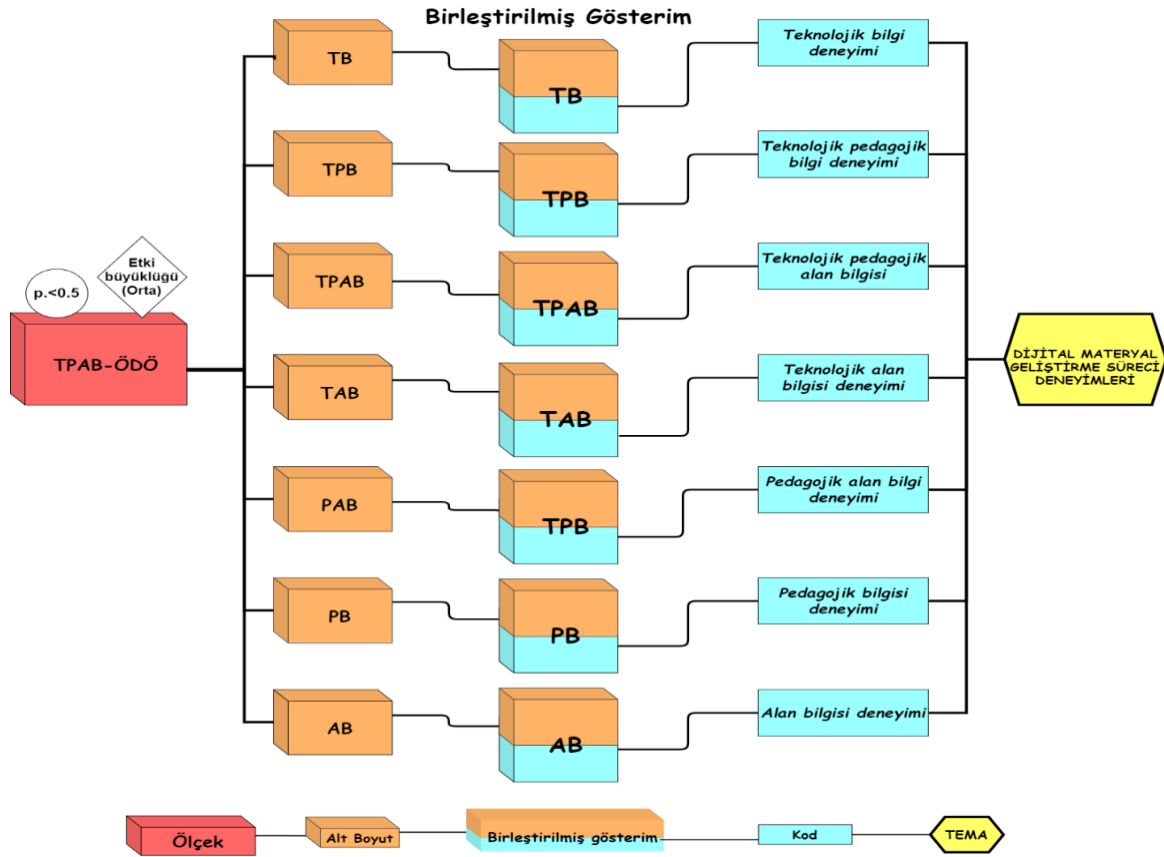 Birleştirilmiş Gösterim
TB
TB
Teknolojik bilgi
deneyimi
TPB
TPB
Teknolojik pedagojik
bilgi deneyimi
p.<0.5
Etki
büyüklüğü
(Orta)
TPAB-ÖDÖ
TPAB
TPAB
Teknolojik pedagojik
alan bilgisi
TAB
TAB
Teknolojik alan
bilgisi deneyimi
DİJİTAL MATERYAL
GELİŞTİRME SÜRECİ
DENEYİMLERİ
PAB
TPB
Pedagojik alan bilgi
deneyimi
PB
PB
Pedagojik bilgisi
deneyimi
AB
AB
Alan bilgisi deneyimi
Ölçek
Alt Boyut
Birleştirilmiş gösterim
Kod
TEMA